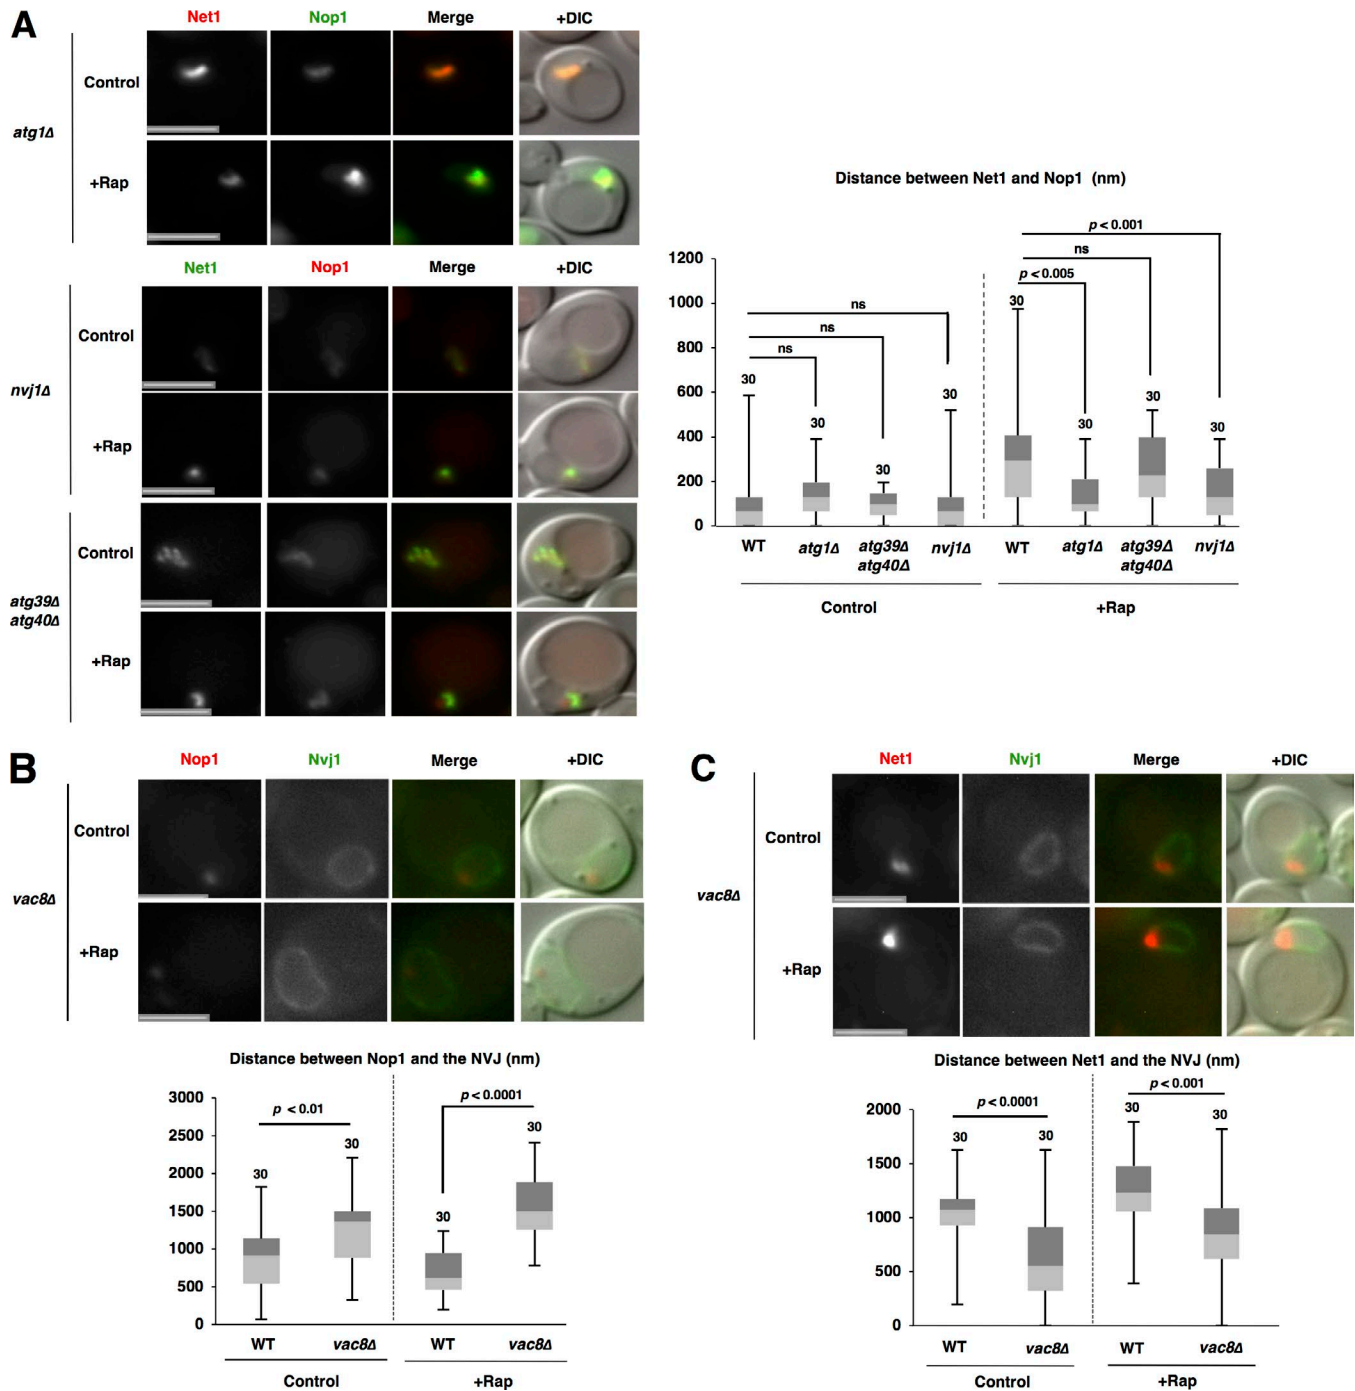 A
Net1 Nop1 Merge +DIC
Control
atg1Δ
+Rap
Net1 Nop1 Merge +DIC
Control
nvj1Δ
+Rap
Control
atg39Δ
atg40Δ
+Rap
Distance between Net1 and Nop1 (nm)
p < 0.001
ns
p < 0.005
ns
ns
ns
1200
1000
800
600
400
200
0
30 30 30 30 30 30 30 30
WT atg1Δ atg39Δ nvj1Δ WT atg1Δ atg39Δ nvj1Δ
atg40Δ atg40Δ
Control +Rap
B
Nop1 Nvj1 Merge +DIC
Control
vac8Δ
+Rap
Distance between Nop1 and the NVJ (nm)
p < 0.01 p < 0.0001
3000
2500
2000
1500
1000
500
0
30 30 30 30
WT vac8Δ WT vac8Δ
Control +Rap
C
Net1 Nvj1 Merge +DIC
Control
vac8Δ
+Rap
Distance between Net1 and the NVJ (nm)
p < 0.0001 p < 0.001
2000
1500
1000
500
0
30 30 30 30
WT vac8Δ WT vac8Δ
Control +Rap